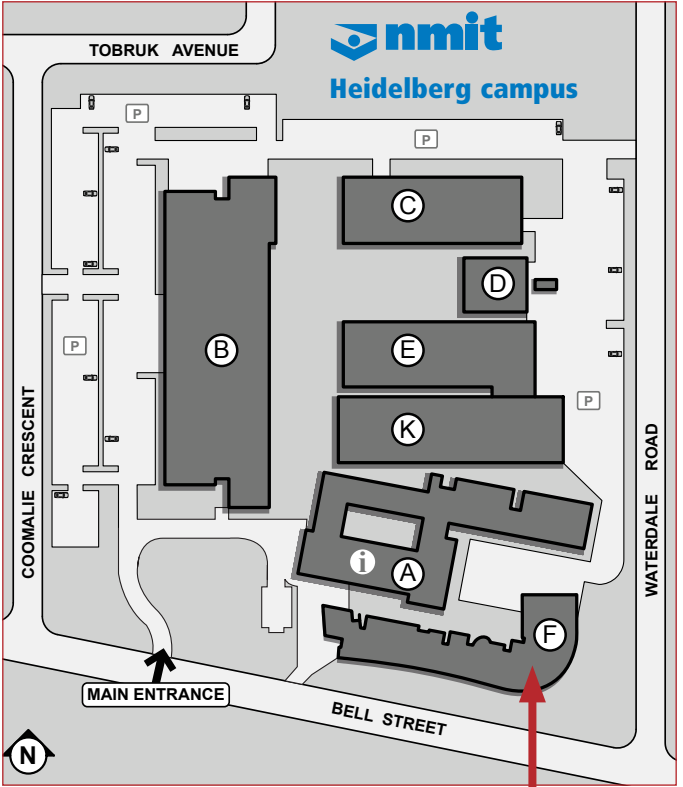 TOBRUK AVENUE
nmit
Heidelberg campus
P
P
C
D
B
E
P
P
K
COOMALIE CRESCENT
WATERDALE ROAD
i
A
F
MAIN ENTRANCE
BELL STREET
N